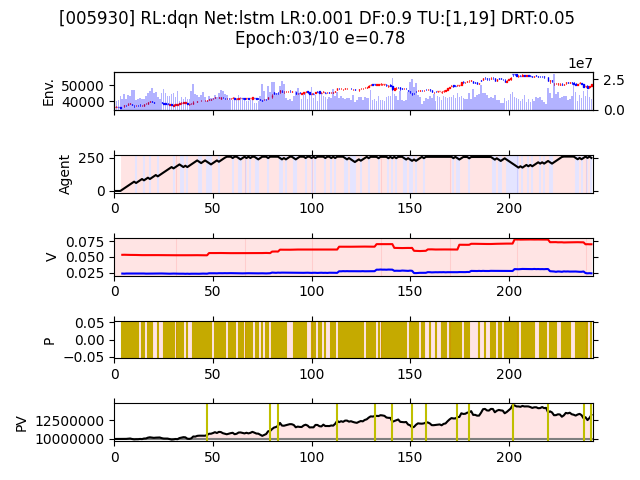 [005930] RL:dqn Net:lstm LR:0.001 DF:0.9 TU:[1,19] DRT:0.05
Epoch:03/10 e=0.78
1e7
Env.
50000
40000
2.5
0.0
Agent
250
0
0 50 100 150 200
V
0.075
0.050
0.025
0 50 100 150 200
P
0.05
0.00
−0.05
0 50 100 150 200
PV
12500000
10000000
0 50 100 150 200